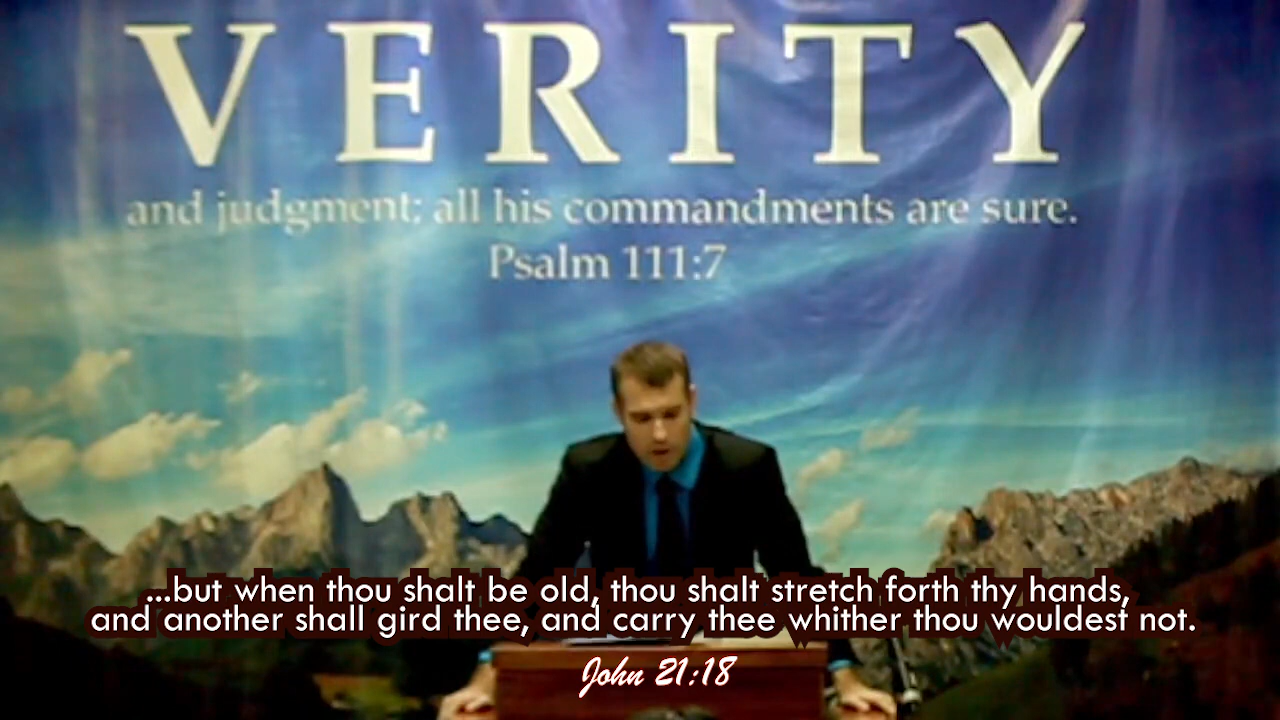 VERITY
and judgment; all his commandments are sure.
Psalm 111:7
...but when thou shalt be old, thou shalt stretch forth thy hands,
and another shall gird thee, and carry thee whither thou wouldest not.
John 21:18